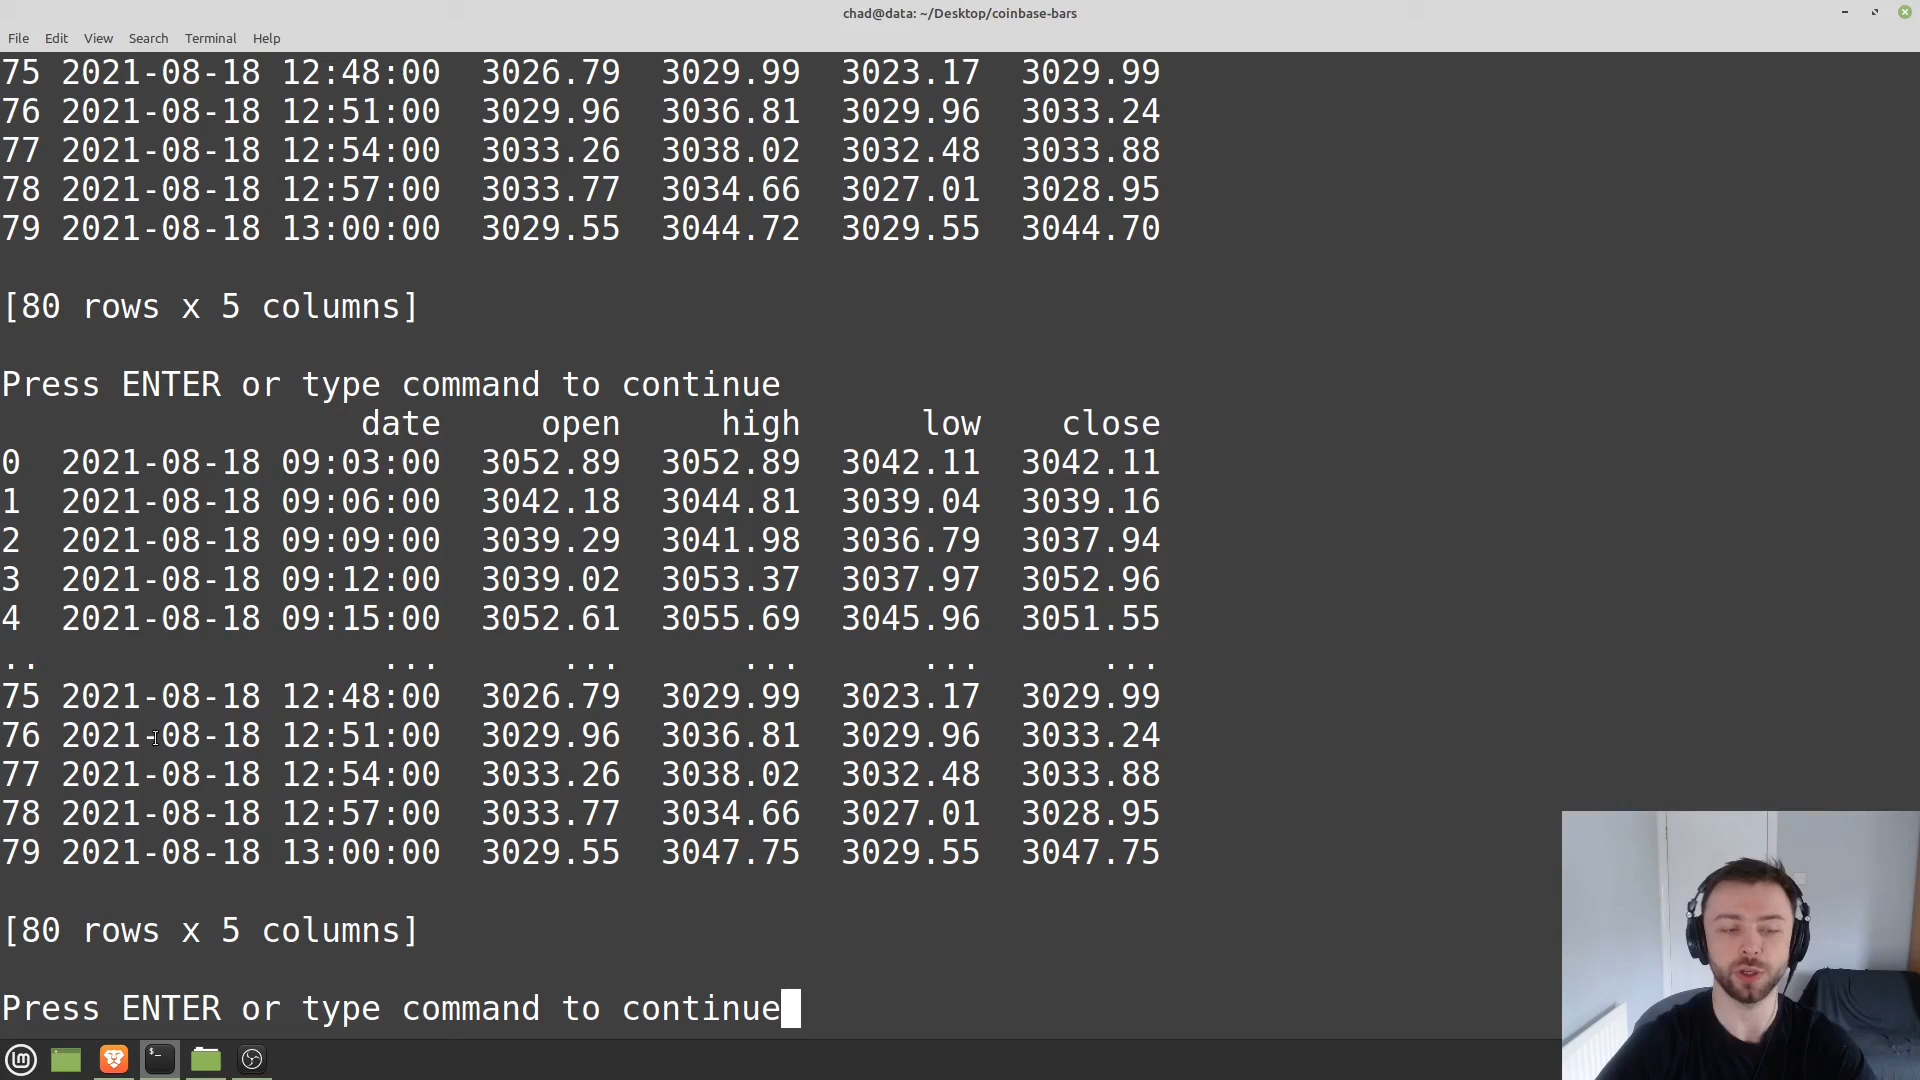 chad@data: ~/Desktop/coinbase-bars
File Edit View Search Terminal Help
75 2021-08-18 12:48:00 3026.79 3029.99 3023.17 3029.99
76 2021-08-18 12:51:00 3029.96 3036.81 3029.96 3033.24
77 2021-08-18 12:54:00 3033.26 3038.02 3032.48 3033.88
78 2021-08-18 12:57:00 3033.77 3034.66 3027.01 3028.95
79 2021-08-18 13:00:00 3029.55 3044.72 3029.55 3044.70
[80 rows x 5 columns]
Press ENTER or type command to continue
date open high low close
0 2021-08-18 09:03:00 3052.89 3052.89 3042.11 3042.11
1 2021-08-18 09:06:00 3042.18 3044.81 3039.04 3039.16
2 2021-08-18 09:09:00 3039.29 3041.98 3036.79 3037.94
3 2021-08-18 09:12:00 3039.02 3053.37 3037.97 3052.96
4 2021-08-18 09:15:00 3052.61 3055.69 3045.96 3051.55
.. ... ... ... ... ...
75 2021-08-18 12:48:00 3026.79 3029.99 3023.17 3029.99
76 2021-08-18 12:51:00 3029.96 3036.81 3029.96 3033.24
77 2021-08-18 12:54:00 3033.26 3038.02 3032.48 3033.88
78 2021-08-18 12:57:00 3033.77 3034.66 3027.01 3028.95
79 2021-08-18 13:00:00 3029.55 3047.75 3029.55 3047.75
[80 rows x 5 columns]
Press ENTER or type command to continue